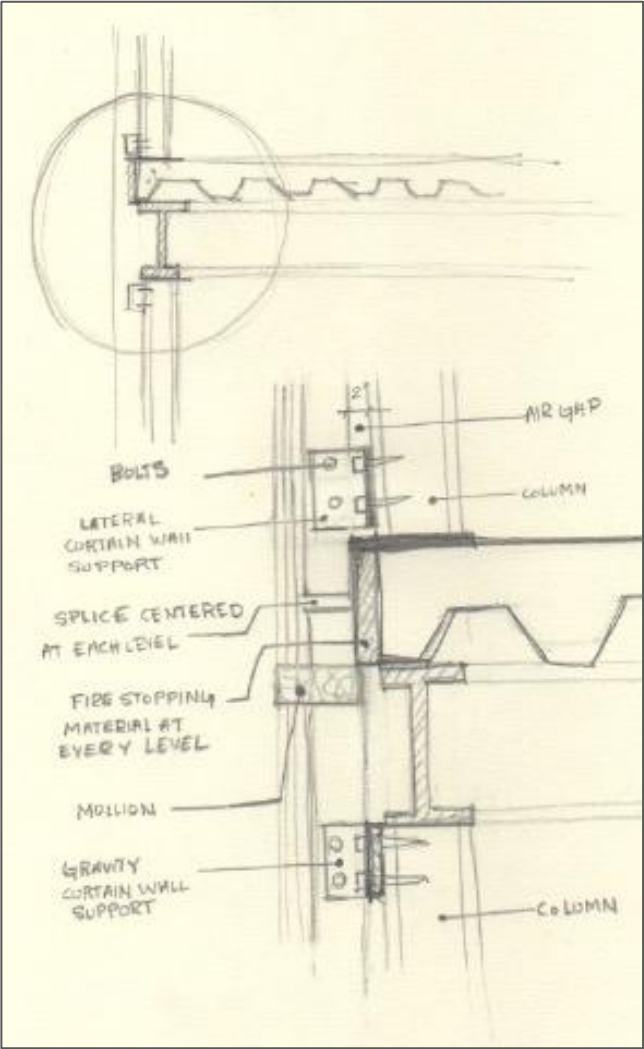 2"
AIR GAP
BOLTS
COLUMN
LATERAL
CURTAIN WALL
SUPPORT
SPLICE CENTERED
AT EACH LEVEL
FIRE STOPPING
MATERIAL AT
EVERY LEVEL
MULLION
GRAVITY
CURTAIN WALL
SUPPORT
COLUMN